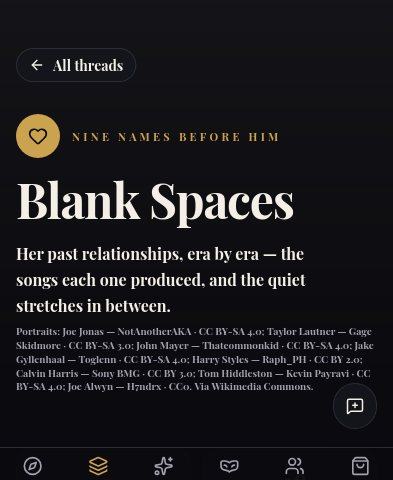 All threads
NINE NAMES BEFORE HIM
Blank Spaces
Her past relationships, era by era — the
songs each one produced, and the quiet
stretches in between.
Portraits: Joe Jonas — NotAnotherAKA · CC BY-SA 4.0; Taylor Lautner — Gage
Skidmore · CC BY-SA 3.0; John Mayer — Thatcommonkid · CC BY-SA 4.0; Jake
Gyllenhaal — Toglenn · CC BY-SA 4.0; Harry Styles — Raph_PH · CC BY 2.0;
Calvin Harris — Sony BMG · CC BY 3.0; Tom Hiddleston — Kevin Payravi · CC
BY-SA 4.0; Joe Alwyn — H7ndrx · CC0. Via Wikimedia Commons.